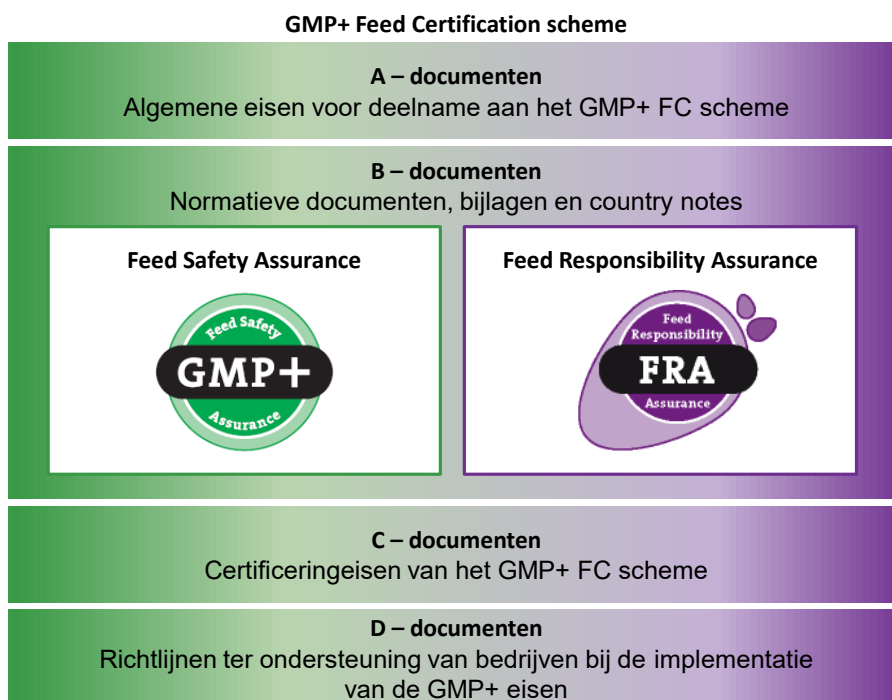 GMP+ Feed Certification scheme
A – documenten
Algemene eisen voor deelname aan het GMP+ FC scheme
B – documenten
Normatieve documenten, bijlagen en country notes
Feed Safety Assurance
Feed Safety
GMP+
Assurance
Feed Responsibility Assurance
Feed
Responsibility
FRA
Assurance
C – documenten
Certificeringeisen van het GMP+ FC scheme
D – documenten
Richtlijnen ter ondersteuning van bedrijven bij de implementatie
van de GMP+ eisen